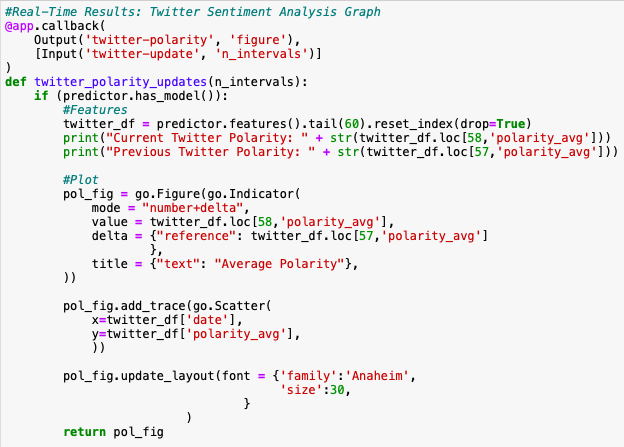 #Real-Time Results: Twitter Sentiment Analysis Graph
@app.callback(
    Output('twitter-polarity', 'figure'),
    [Input('twitter-update', 'n_intervals')]
)
def twitter_polarity_updates(n_intervals):
    if (predictor.has_model()):
        #Features
        twitter_df = predictor.features().tail(60).reset_index(drop=True)
        print("Current Twitter Polarity: " + str(twitter_df.loc[58,'polarity_avg']))
        print("Previous Twitter Polarity: " + str(twitter_df.loc[57,'polarity_avg']))

        #Plot
        pol_fig = go.Figure(go.Indicator(
            mode = "number+delta",
            value = twitter_df.loc[58,'polarity_avg'],
            delta = {"reference": twitter_df.loc[57,'polarity_avg']
                    },
            title = {"text": "Average Polarity"},
        ))

        pol_fig.add_trace(go.Scatter(
            x=twitter_df['date'],
            y=twitter_df['polarity_avg'],
            ))

        pol_fig.update_layout(font = {'family':'Anaheim',
                                      'size':30,
                                 }
                         )
        return pol_fig